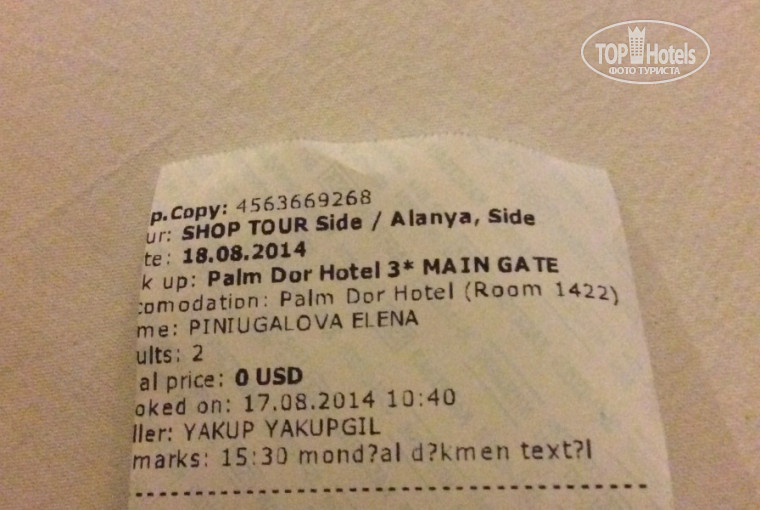 TOP Hotels
ФОТО ТУРИСТА
p.Copy: 4563669268
ur: SHOP TOUR Side / Alanya, Side
te: 18.08.2014
k up: Palm Dor Hotel 3* MAIN GATE
comodation: Palm Dor Hotel (Room 1422)
me: PINIUGALOVA ELENA
ults: 2
al price: 0 USD
oked on: 17.08.2014 10:40
ller: YAKUP YAKUPGIL
marks: 15:30 mond?al d?kmen text?l